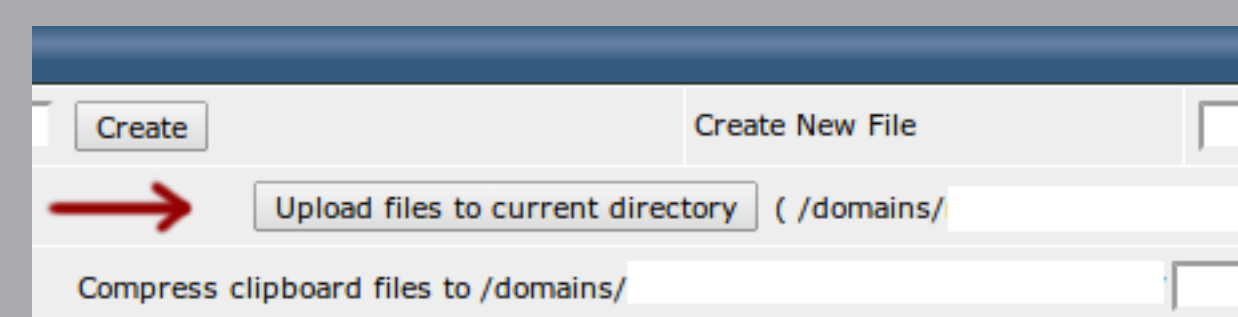 Create Create New File
Upload files to current directory ( /domains/
Compress clipboard files to /domains/